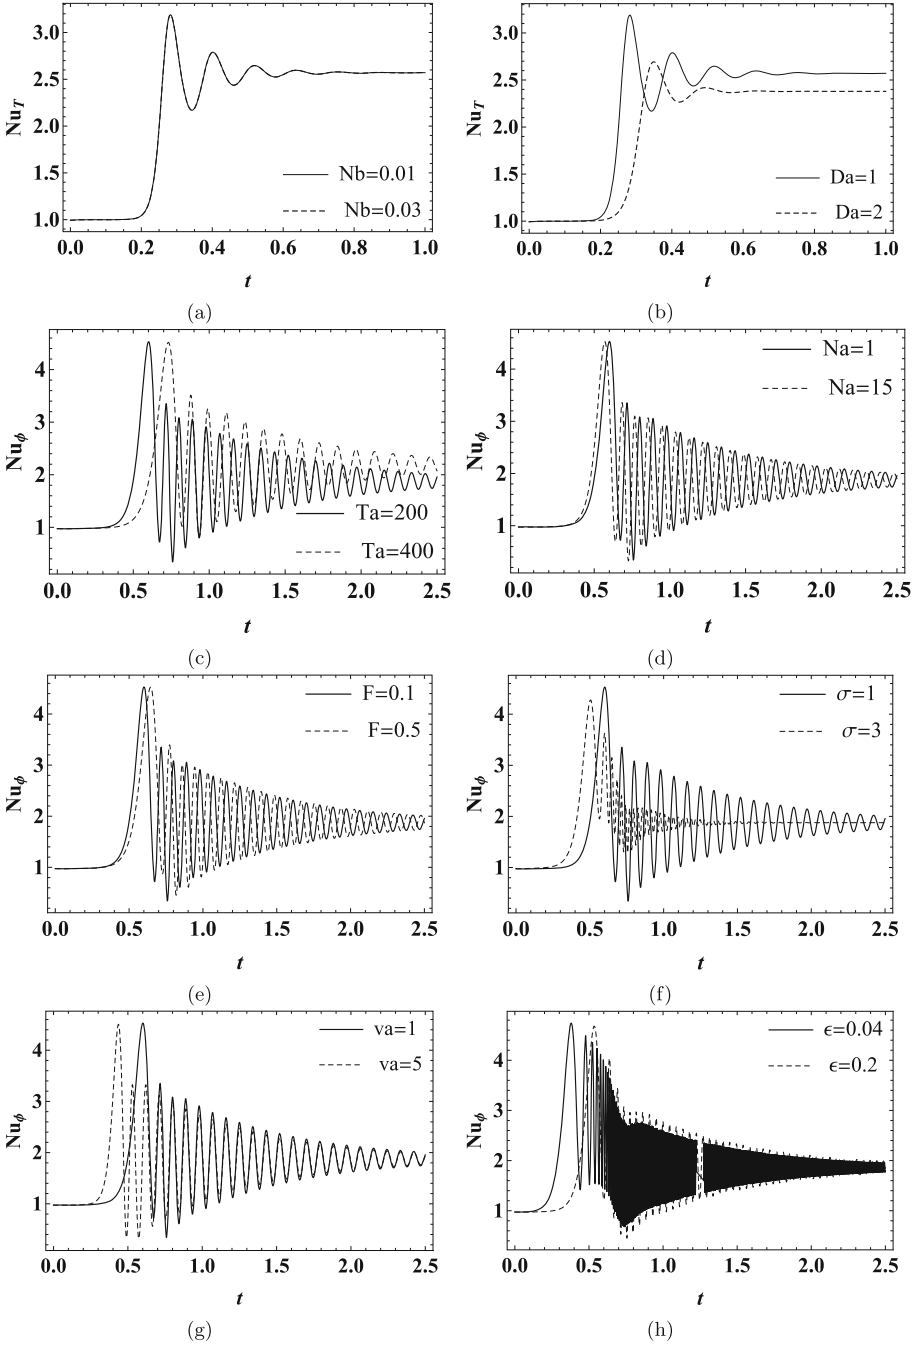 3.0
2.5
2.0
1.5
1.0
Nu_T
Nb=0.01
Nb=0.03
0.0 0.2 0.4 0.6 0.8 1.0
t
(a)
3.0
2.5
2.0
1.5
1.0
Nu_T
Da=1
Da=2
0.0 0.2 0.4 0.6 0.8 1.0
t
(b)
4
3
2
1
Nu_ϕ
Ta=200
Ta=400
0.0 0.5 1.0 1.5 2.0 2.5
t
(c)
4
3
2
1
Nu_ϕ
Na=1
Na=15
0.0 0.5 1.0 1.5 2.0 2.5
t
(d)
4
3
2
1
Nu_ϕ
F=0.1
F=0.5
0.0 0.5 1.0 1.5 2.0 2.5
t
(e)
4
3
2
1
Nu_ϕ
σ=1
σ=3
0.0 0.5 1.0 1.5 2.0 2.5
t
(f)
4
3
2
1
Nu_ϕ
va=1
va=5
0.0 0.5 1.0 1.5 2.0 2.5
t
(g)
4
3
2
1
Nu_ϕ
ϵ=0.04
ϵ=0.2
0.0 0.5 1.0 1.5 2.0 2.5
t
(h)